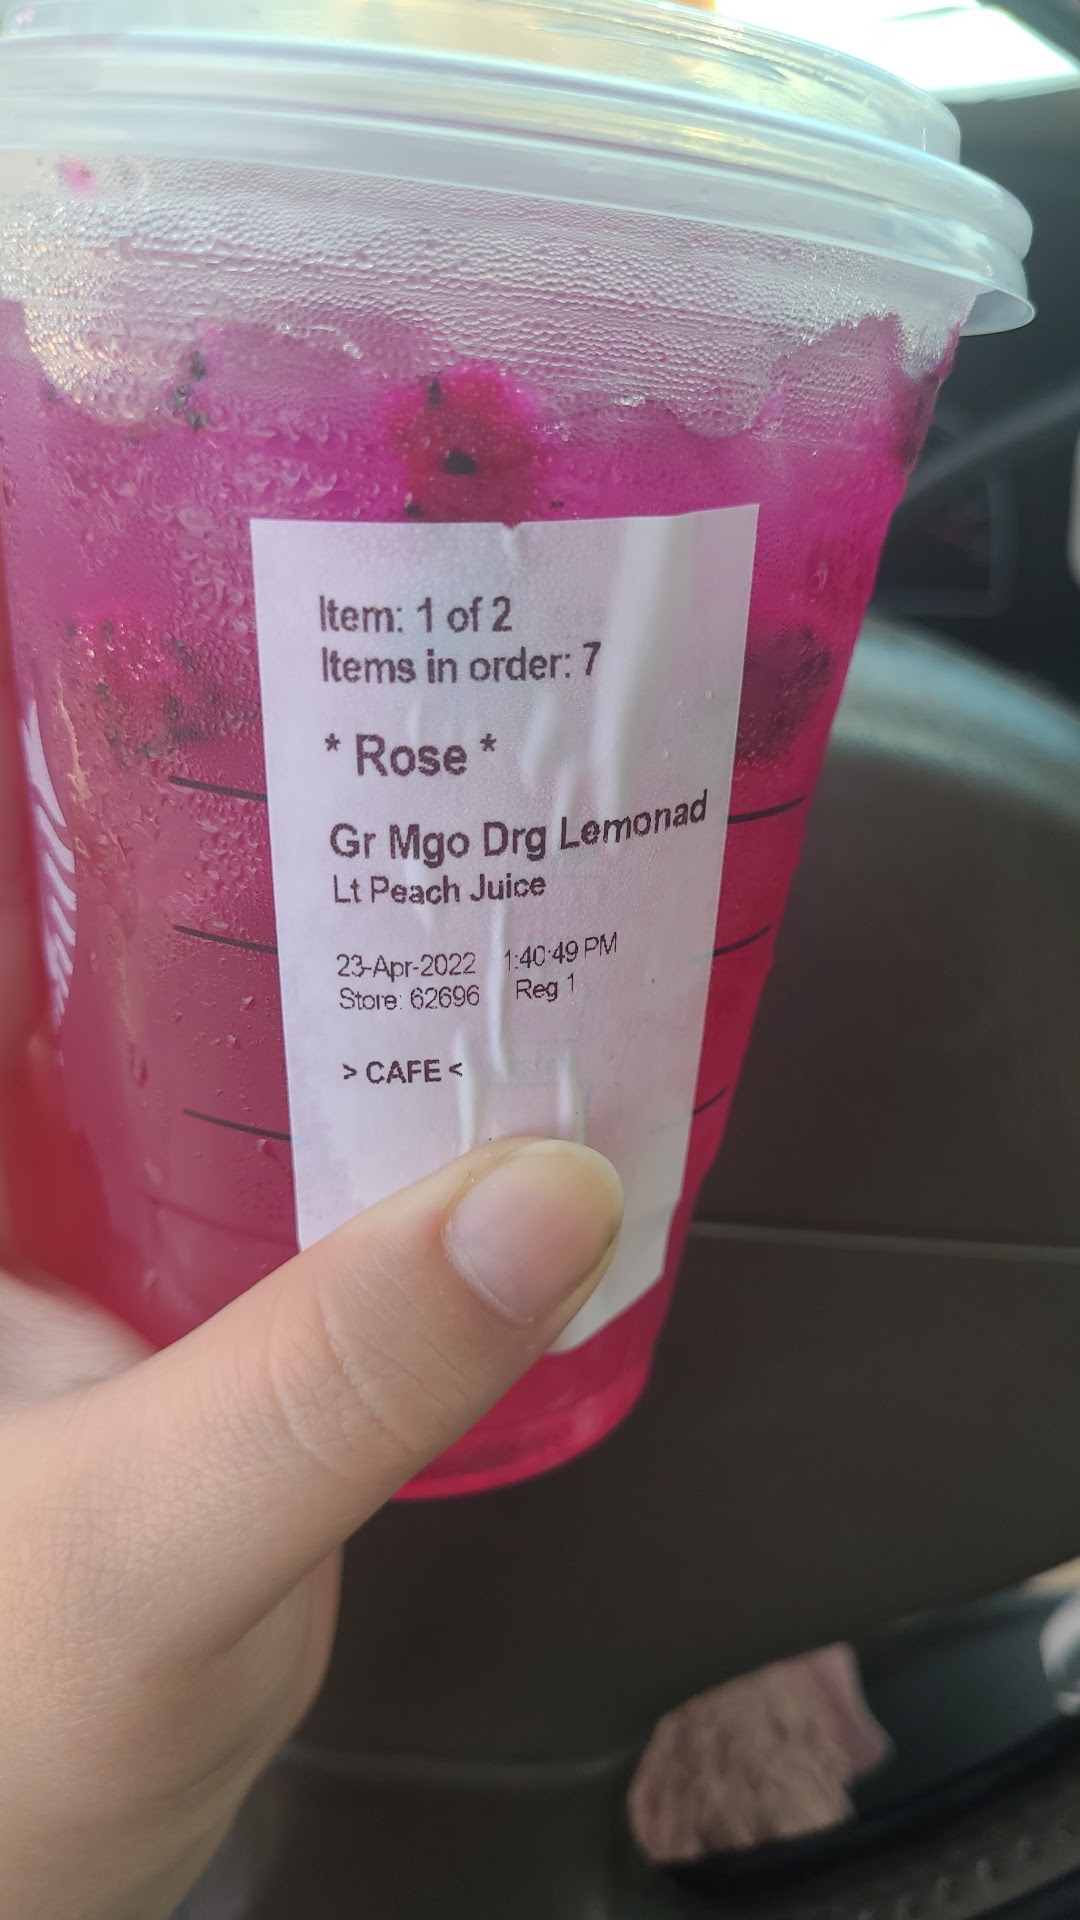 Item: 1 of 2
Items in order: 7
* Rose *
Gr Mgo Drg Lemonad
Lt Peach Juice
23-Apr-2022 1:40:49 PM
Store: 62696 Reg 1
> CAFE <